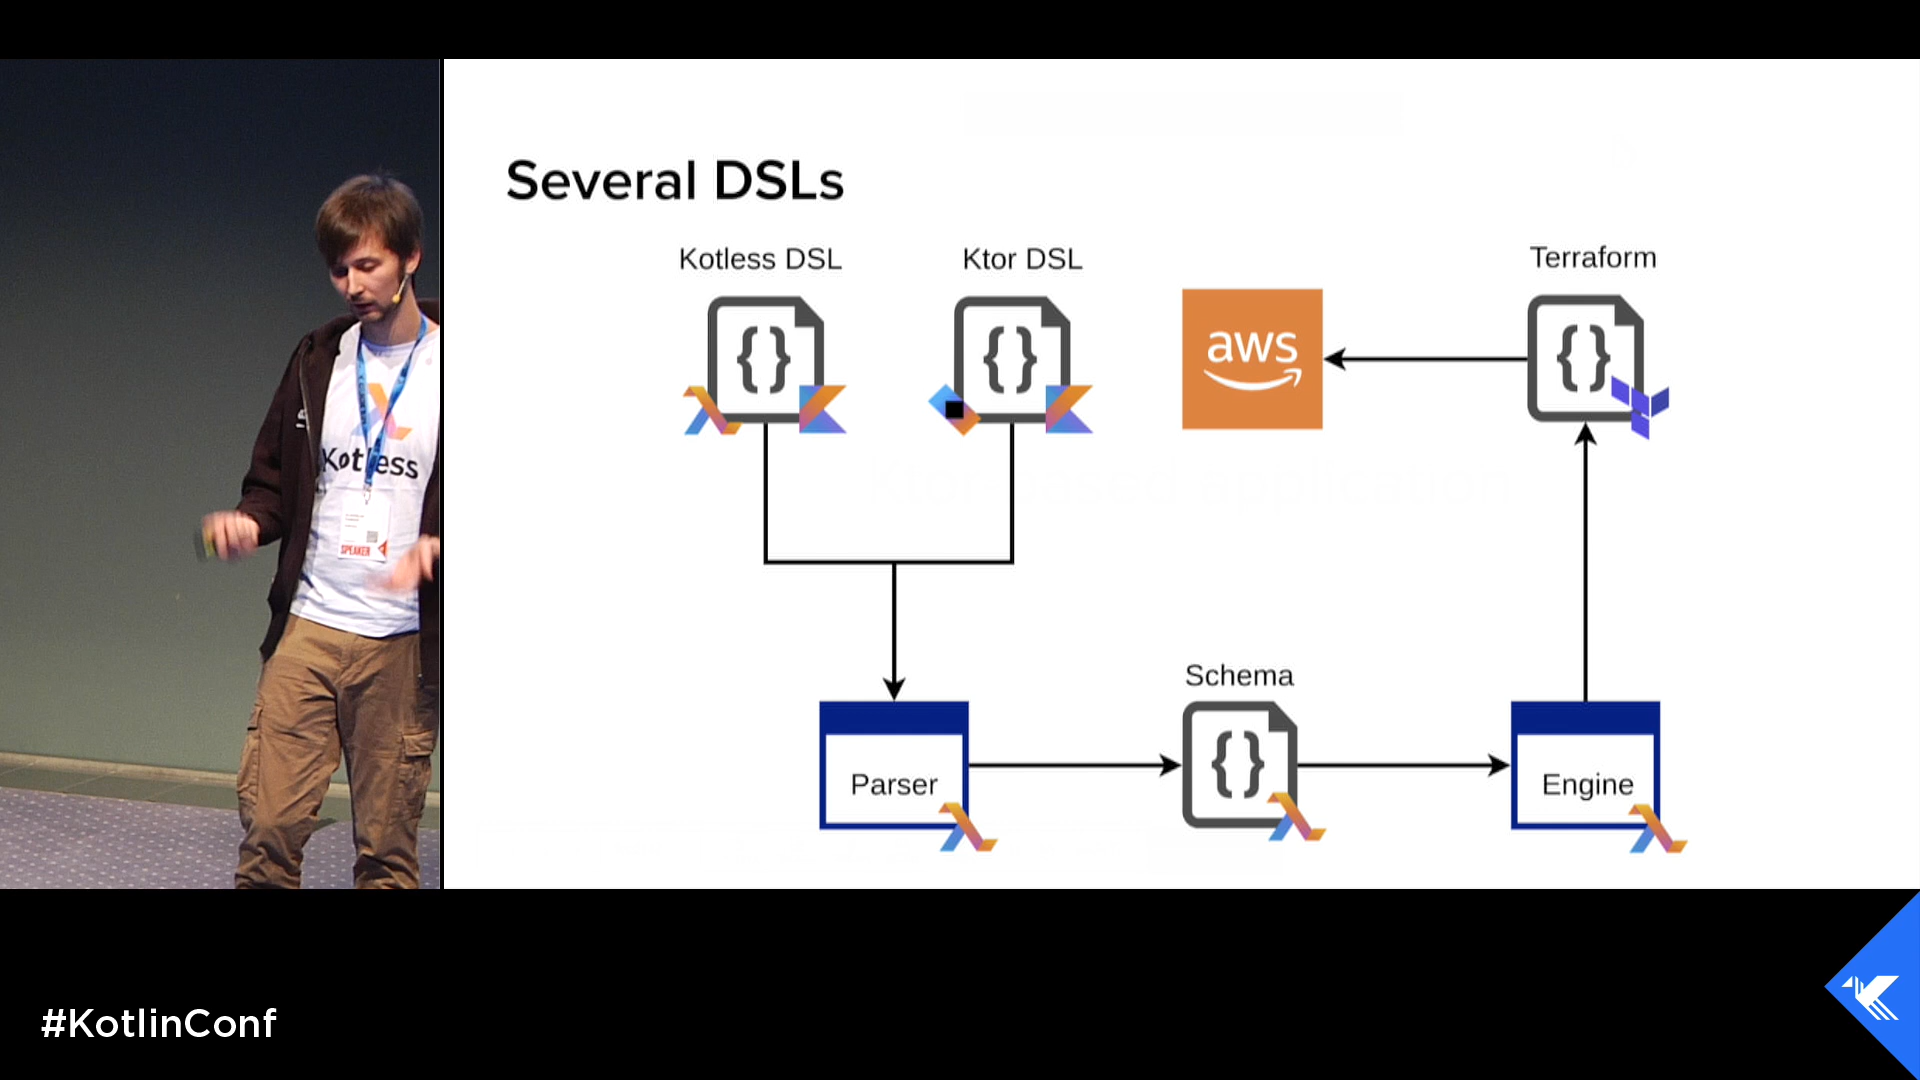 Several DSLs
Kotless DSL
Ktor DSL
Terraform
{}
{}
aws
{}
Kotless
SPEAKER
Schema
Parser
{}
Engine
#KotlinConf